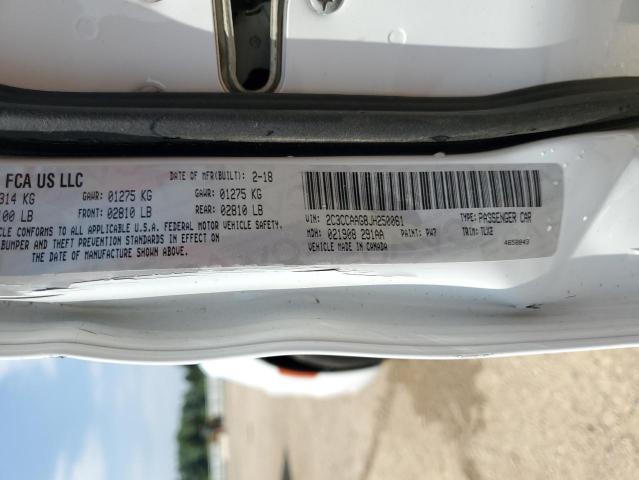 FCA US LLC
DATE OF MFR(BUILT): 2-18
314 KG GAWR: 01275 KG GAWR: 01275 KG
100 LB FRONT: 02810 LB REAR: 02810 LB
VEHICLE CONFORMS TO ALL APPLICABLE U.S.A. FEDERAL MOTOR VEHICLE SAFETY,
BUMPER AND THEFT PREVENTION STANDARDS IN EFFECT ON
THE DATE OF MANUFACTURE SHOWN ABOVE.
VIN: 2C3CCAAG8JH250061 TYPE: PASSENGER CAR
MDH: 021908 291AA PAINT: PW7 TRIM: TLX8
VEHICLE MADE IN CANADA 4658843